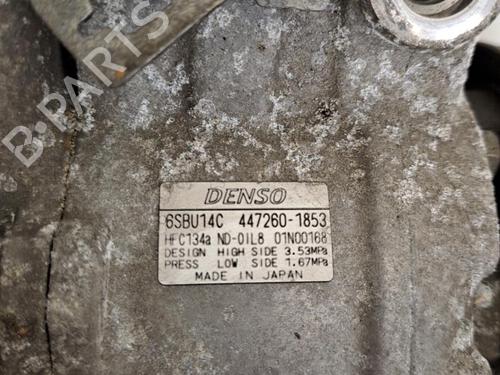 B-PARTS
DENSO
6SBU14C 447260-1853
HFC134a ND-OIL8 01N00168
DESIGN HIGH SIDE 3.53MPa
PRESS LOW SIDE 1.67MPa
MADE IN JAPAN